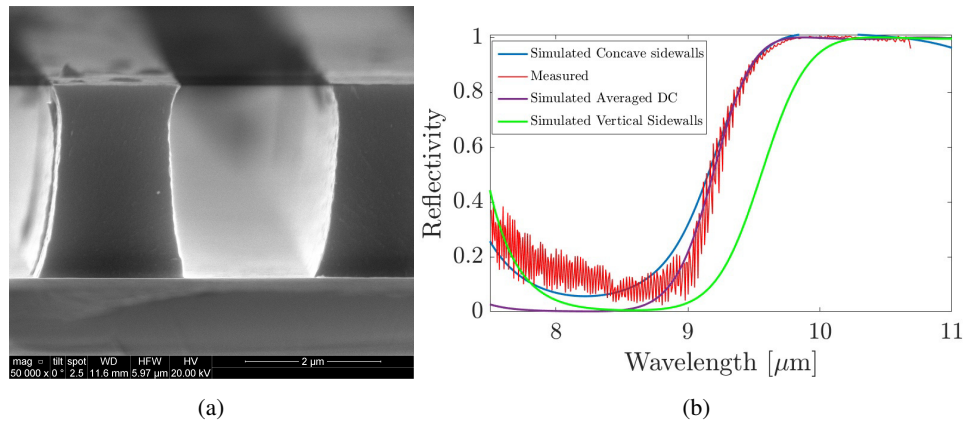 mag □ tilt spot WD HFW HV
50 000 x 0 ° 2.5 11.6 mm 5.97 µm 20.00 kV
2 µm
(a)
1
0.8
0.6
0.4
0.2
0
Reflectivity
Simulated Concave sidewalls
Measured
Simulated Averaged DC
Simulated Vertical Sidewalls
8 9 10 11
Wavelength [μm]
(b)